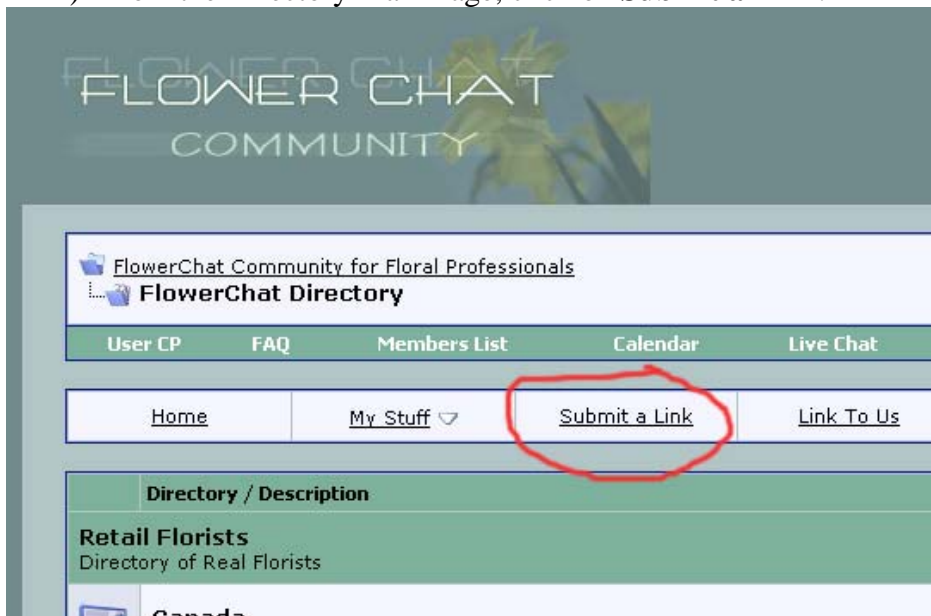 FLOWER CHAT
COMMUNITY
FlowerChat Community for Floral Professionals
FlowerChat Directory
User CP FAQ Members List Calendar Live Chat
Home My Stuff Submit a Link Link To Us
Directory / Description
Retail Florists
Directory of Real Florists
Canada